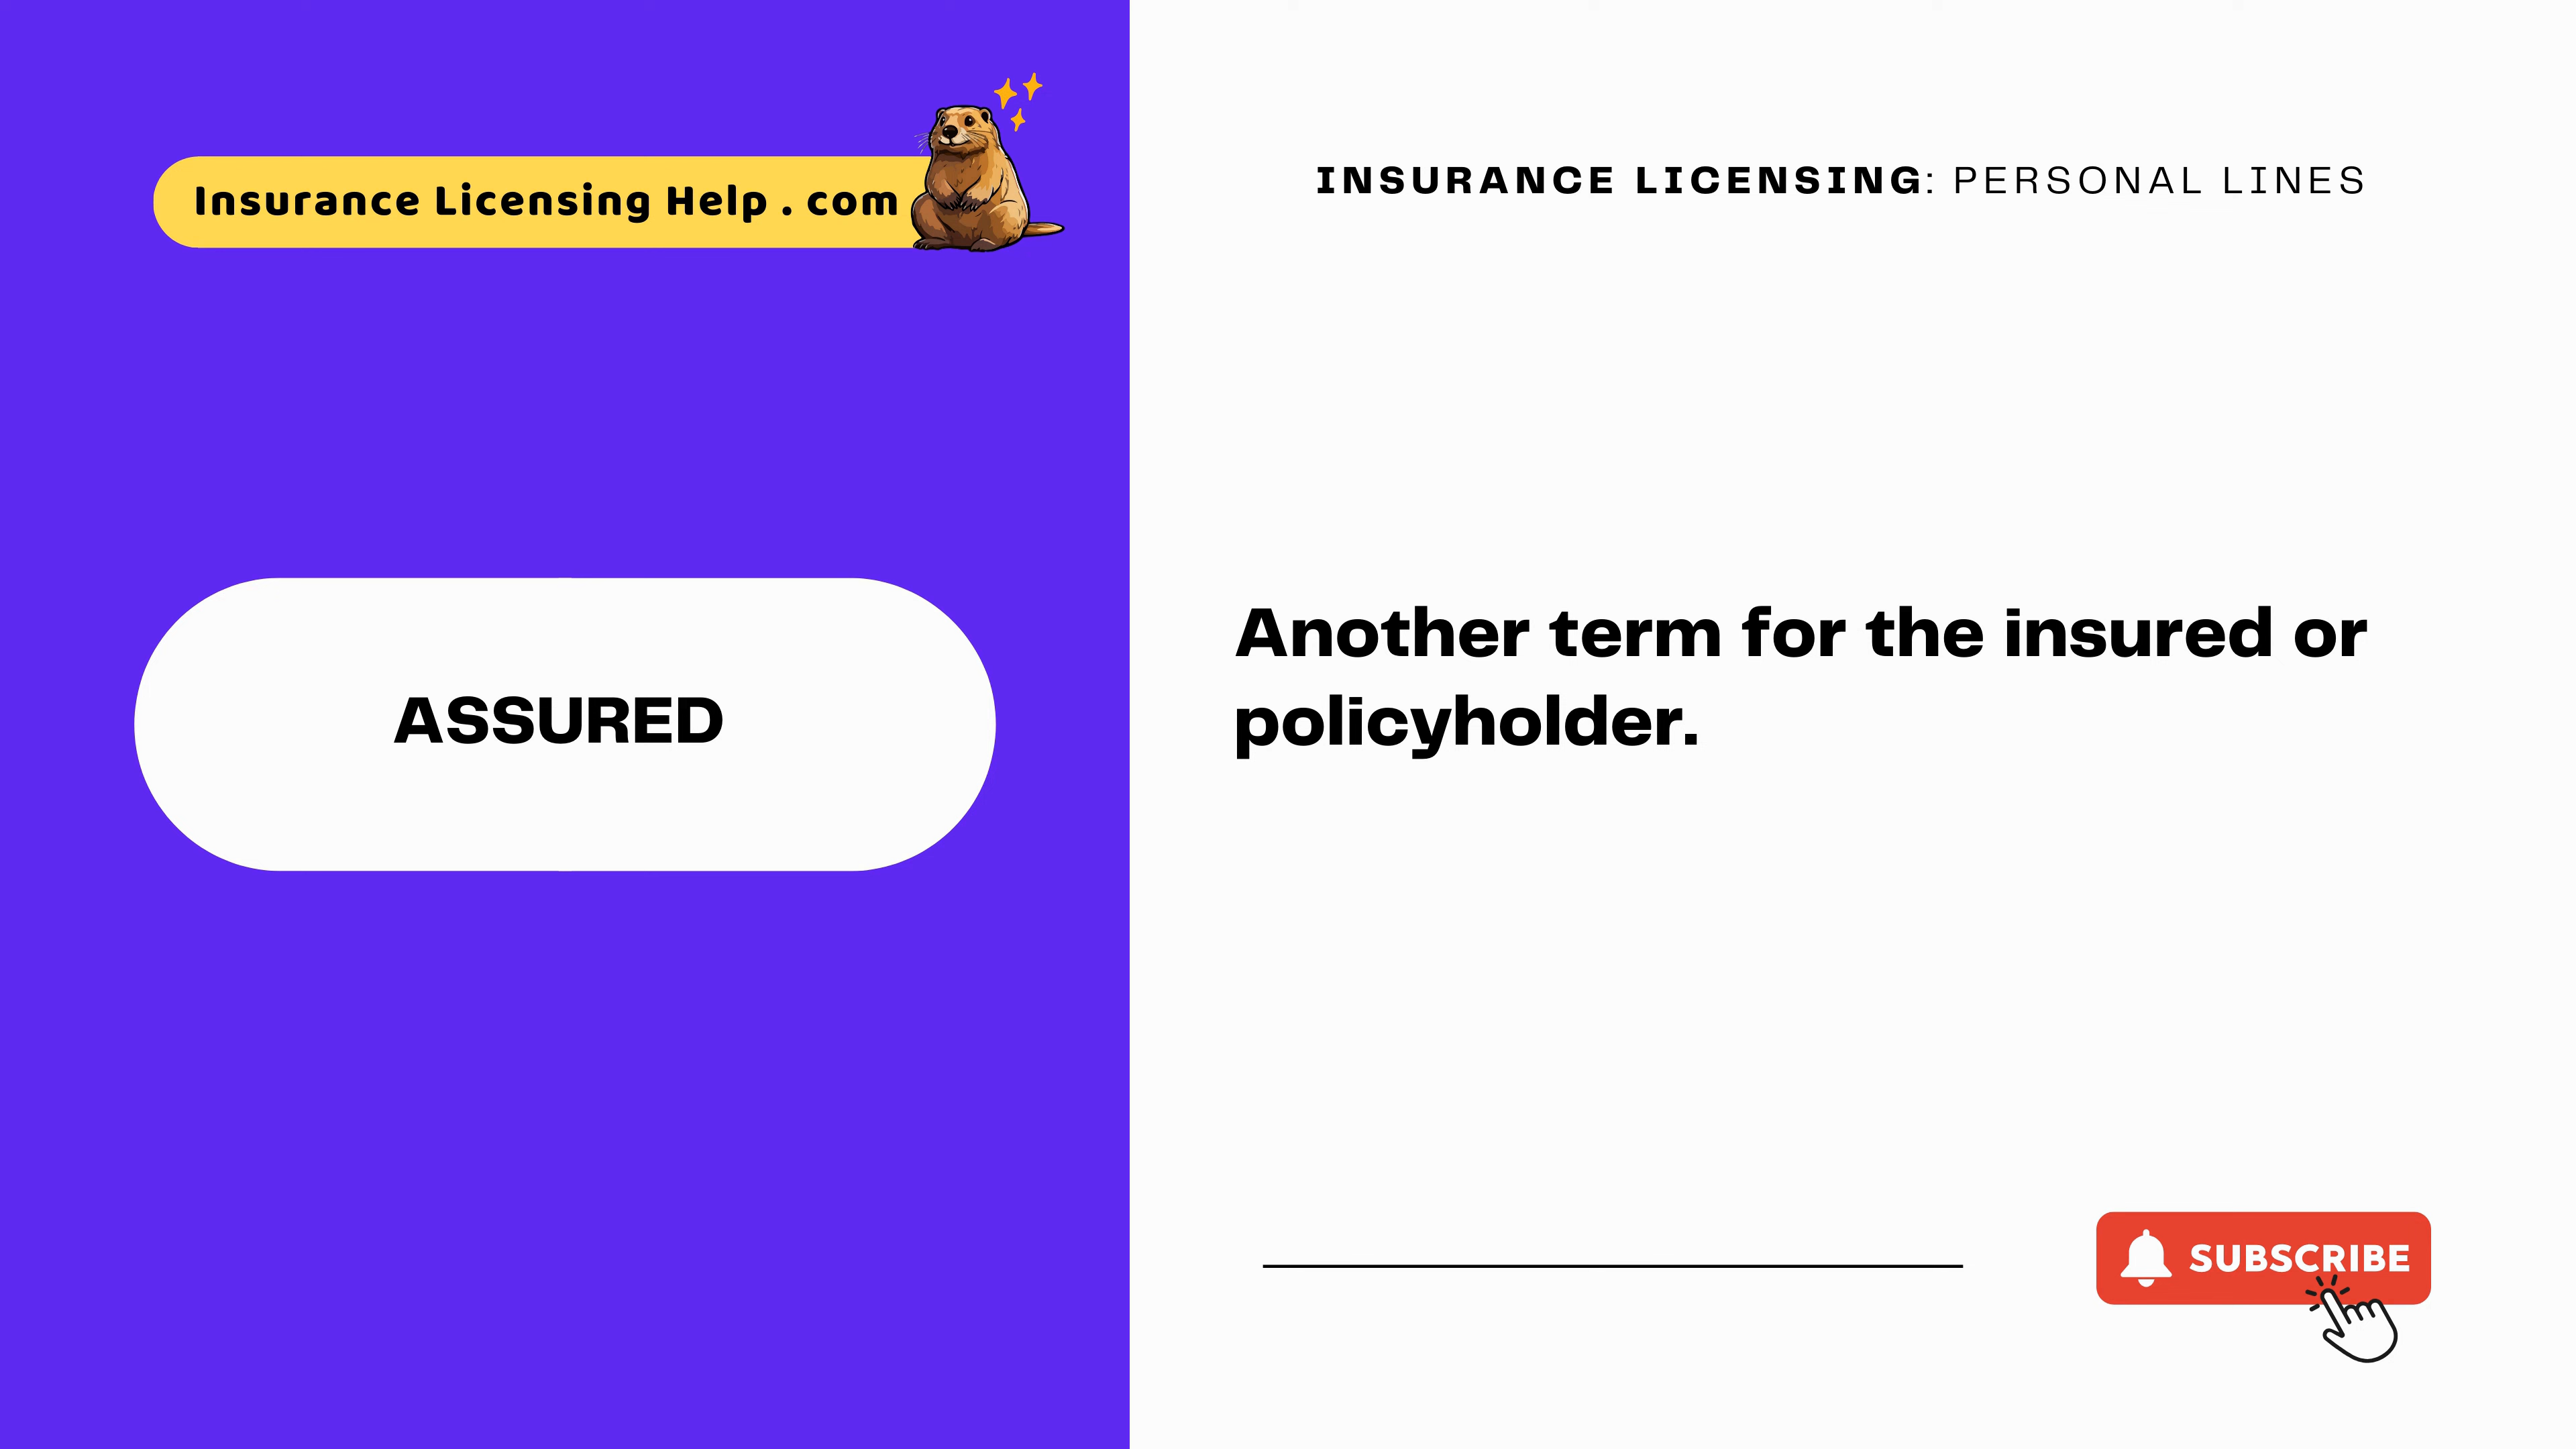 Insurance Licensing Help . com
INSURANCE LICENSING: PERSONAL LINES
ASSURED
Another term for the insured or
policyholder.
SUBSCRIBE